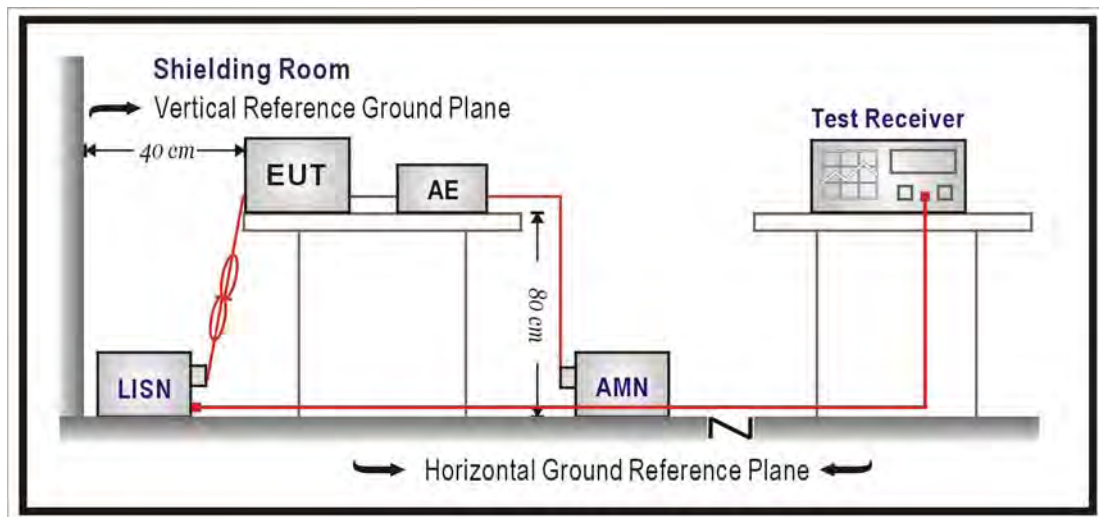 Shielding Room
Vertical Reference Ground Plane
Test Receiver
40 cm
EUT
AE
80 cm
LISN
AMN
Horizontal Ground Reference Plane